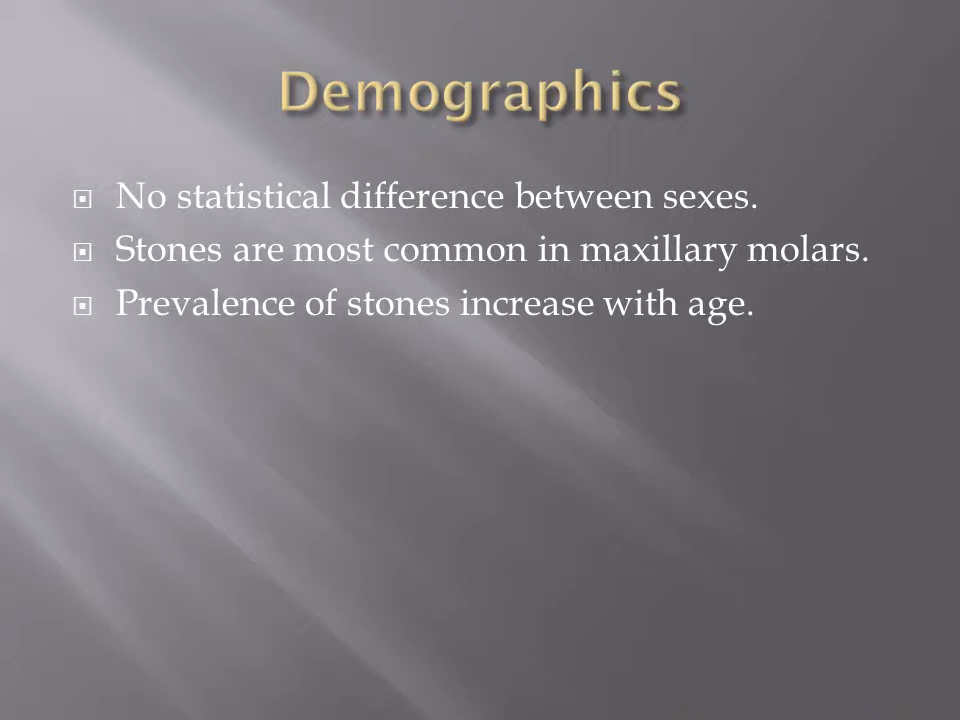 Demographics
No statistical difference between sexes.
Stones are most common in maxillary molars.
Prevalence of stones increase with age.